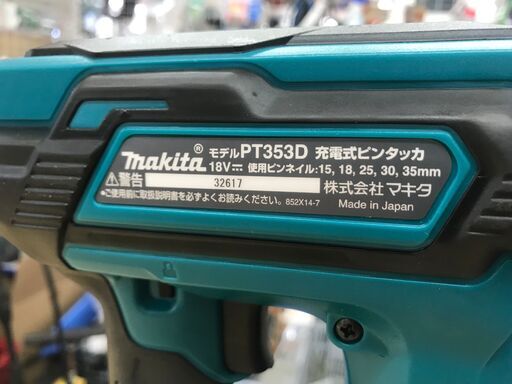 makita® モデルPT353D 充電式ピンタッカ
18V⎓ 使用ピンネイル:15, 18, 25, 30, 35mm
⚠警告 32617 株式会社マキタ
・ご使用前に取扱説明書を必ずよくお読みください。 852X14-7 Made in Japan